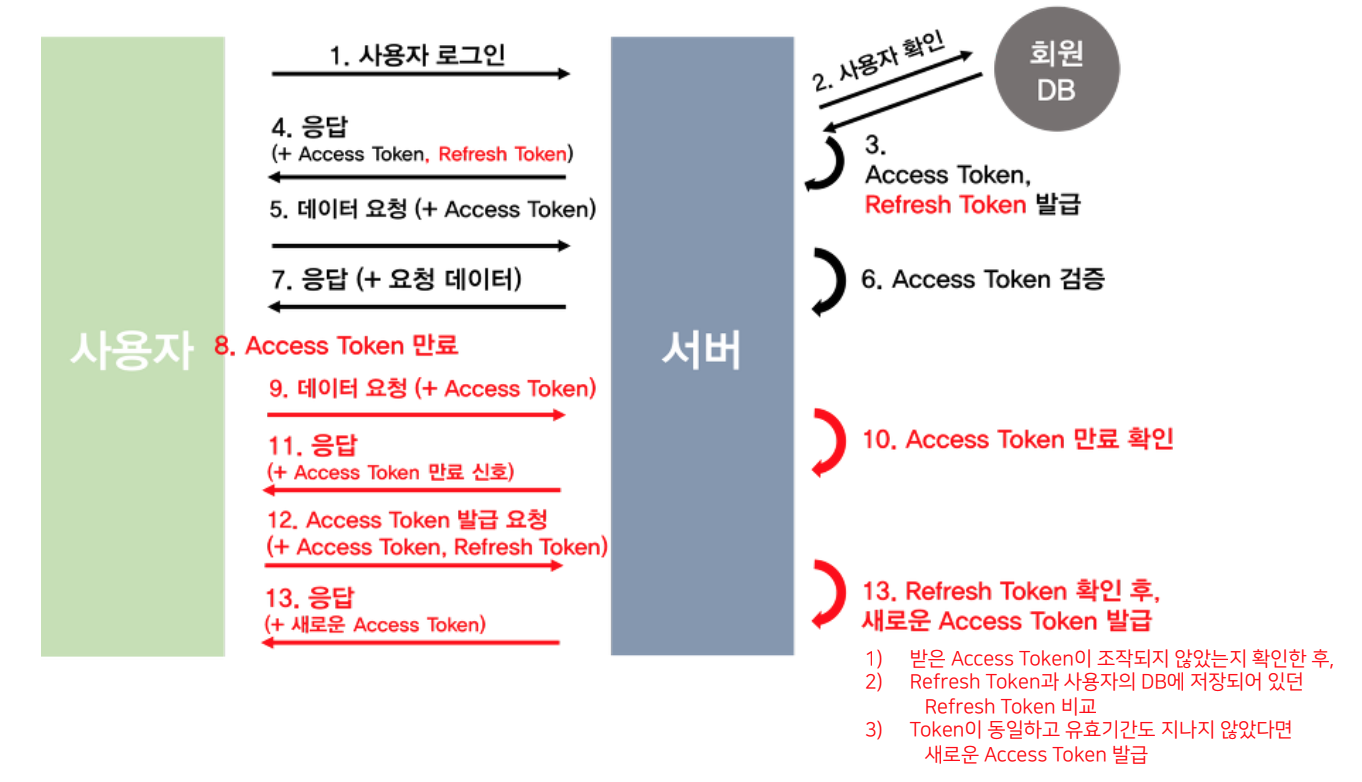 1. 사용자 로그인
2. 사용자 확인
회원
DB
4. 응답
(+ Access Token, Refresh Token)
3.
Access Token,
Refresh Token 발급
5. 데이터 요청 (+ Access Token)
7. 응답 (+ 요청 데이터)
6. Access Token 검증
사용자
8. Access Token 만료
서버
9. 데이터 요청 (+ Access Token)
10. Access Token 만료 확인
11. 응답
(+ Access Token 만료 신호)
12. Access Token 발급 요청
(+ Access Token, Refresh Token)
13. 응답
(+ 새로운 Access Token)
13. Refresh Token 확인 후,
새로운 Access Token 발급
1) 받은 Access Token이 조작되지 않았는지 확인한 후,
2) Refresh Token과 사용자의 DB에 저장되어 있던
Refresh Token 비교
3) Token이 동일하고 유효기간도 지나지 않았다면
새로운 Access Token 발급